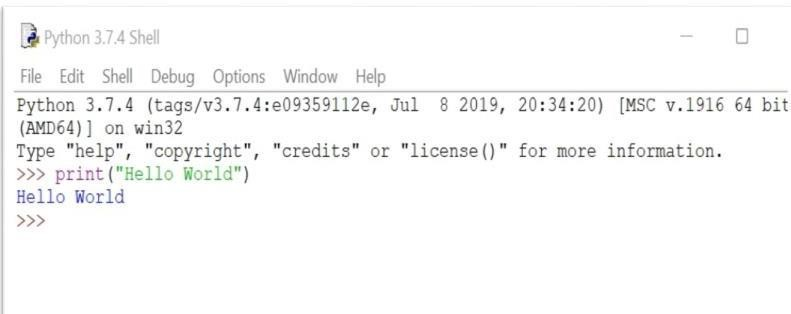 Python 3.7.4 Shell
File Edit Shell Debug Options Window Help
Python 3.7.4 (tags/v3.7.4:e09359112e, Jul  8 2019, 20:34:20) [MSC v.1916 64 bit
(AMD64)] on win32
Type "help", "copyright", "credits" or "license()" for more information.
>>> print("Hello World")
Hello World
>>>